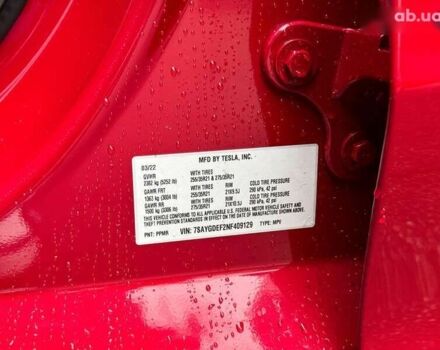 ab.ua
MFD BY TESLA, INC.
03/22
GVWR WITH TIRES
2382 kg (5252 lb) 255/35R21 & 275/35R21
GAWR FRT WITH TIRES RIM COLD TIRE PRESSURE
1363 kg (3004 lb) 255/35R21 21X9.5J 290 kPa, 42 psi
GAWR RR WITH TIRES RIM COLD TIRE PRESSURE
1500 kg (3306 lb) 275/35R21 21X10.5J 290 kPa, 42 psi
THIS VEHICLE CONFORMS TO ALL APPLICABLE U.S. FEDERAL MOTOR VEHICLE SAFETY
AND THEFT PREVENTION STANDARDS IN EFFECT ON THE DATE OF MANUFACTURE SHOWN ABOVE.
PNT: PPMR VIN: 7SAYGDEF2NF409129 TYPE: MPV